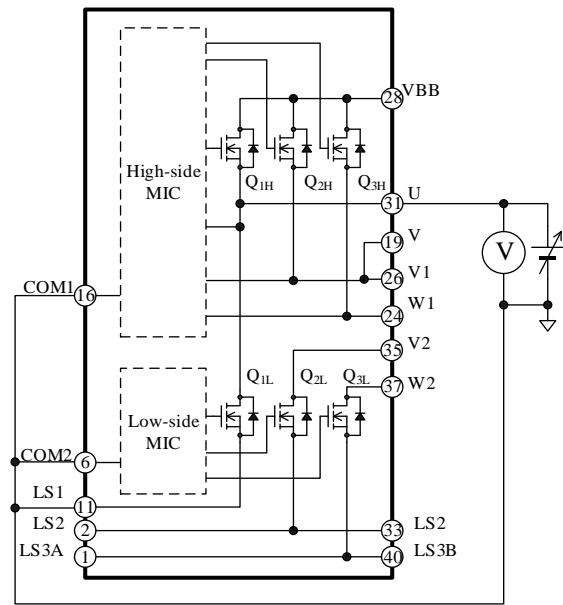 VBB
28
High-side
MIC
Q1H
Q2H
Q3H
U
31
V
V
19
V1
26
COM1
16
W1
24
V2
35
Q1L
Q2L
Q3L
W2
37
Low-side
MIC
COM2
6
LS1
11
LS2
2
33
LS2
LS3A
1
40
LS3B